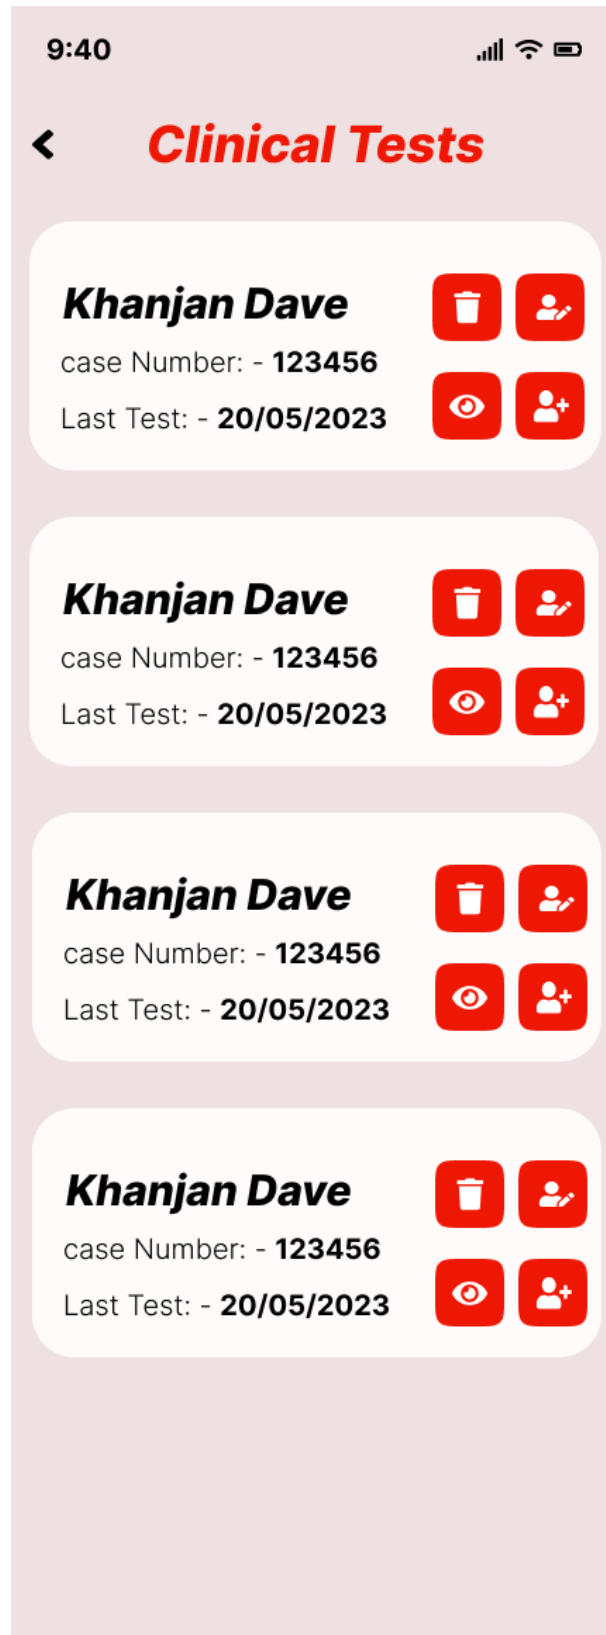 9:40
Clinical Tests
Khanjan Dave
case Number: - 123456
Last Test: - 20/05/2023
Khanjan Dave
case Number: - 123456
Last Test: - 20/05/2023
Khanjan Dave
case Number: - 123456
Last Test: - 20/05/2023
Khanjan Dave
case Number: - 123456
Last Test: - 20/05/2023